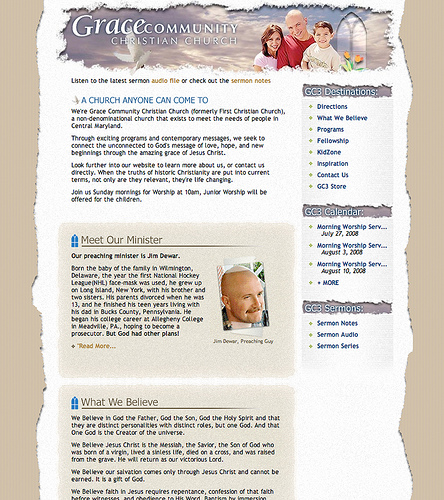 Grace COMMUNITY
CHRISTIAN CHURCH
Listen to the latest sermon audio file or check out the sermon notes
A CHURCH ANYONE CAN COME TO
We're Grace Community Christian Church (formerly First Christian Church),
a non-denominational church that exists to meet the needs of people in
Central Maryland.
Through exciting programs and contemporary messages, we seek to
connect the unconnected to God's message of love, hope, and new
beginnings through the amazing grace of Jesus Christ.
Look further into our website to learn more about us, or contact us
directly. When the truths of historic Christianity are put into current
terms, not only are they relevant, they're life changing.
Join us Sunday mornings for Worship at 10am, Junior Worship will be
offered for the children.
Meet Our Minister
Our preaching minister is Jim Dewar.
Born the baby of the family in Wilmington,
Delaware, the year the first National Hockey
League(NHL) face-mask was used, he grew up
on Long Island, New York, with his brother and
two sisters. His parents divorced when he was
13, and he finished his teen years living with
his dad in Bucks County, Pennsylvania. He
began his college career at Allegheny College
in Meadville, PA., hoping to become a
prosecutor. But God had other plans!
» "Read More...
Jim Dewar, Preaching Guy
What We Believe
We Believe in God the Father, God the Son, God the Holy Spirit and that
they are distinct personalities with distinct roles, but one God. And that
One God is the Creator of the universe.
We Believe Jesus Christ is the Messiah, the Savior, the Son of God who
was born of a virgin, lived a sinless life, died on a cross, and was raised
from the grave. He will return as our victorious Lord.
We Believe our salvation comes only through Jesus Christ and cannot be
earned. It is a gift of God.
We Believe faith in Jesus requires repentance, confession of that faith
before witnesses, and obedience to His Word. Baptism by immersion
GC3 Destinations:
Directions
What We Believe
Programs
Fellowship
KidZone
Inspiration
Contact Us
GC3 Store
GC3 Calendar:
Morning Worship Serv...
July 27, 2008
Morning Worship Serv...
August 3, 2008
Morning Worship Serv...
August 10, 2008
+ MORE
GC3 Sermons:
Sermon Notes
Sermon Audio
Sermon Series